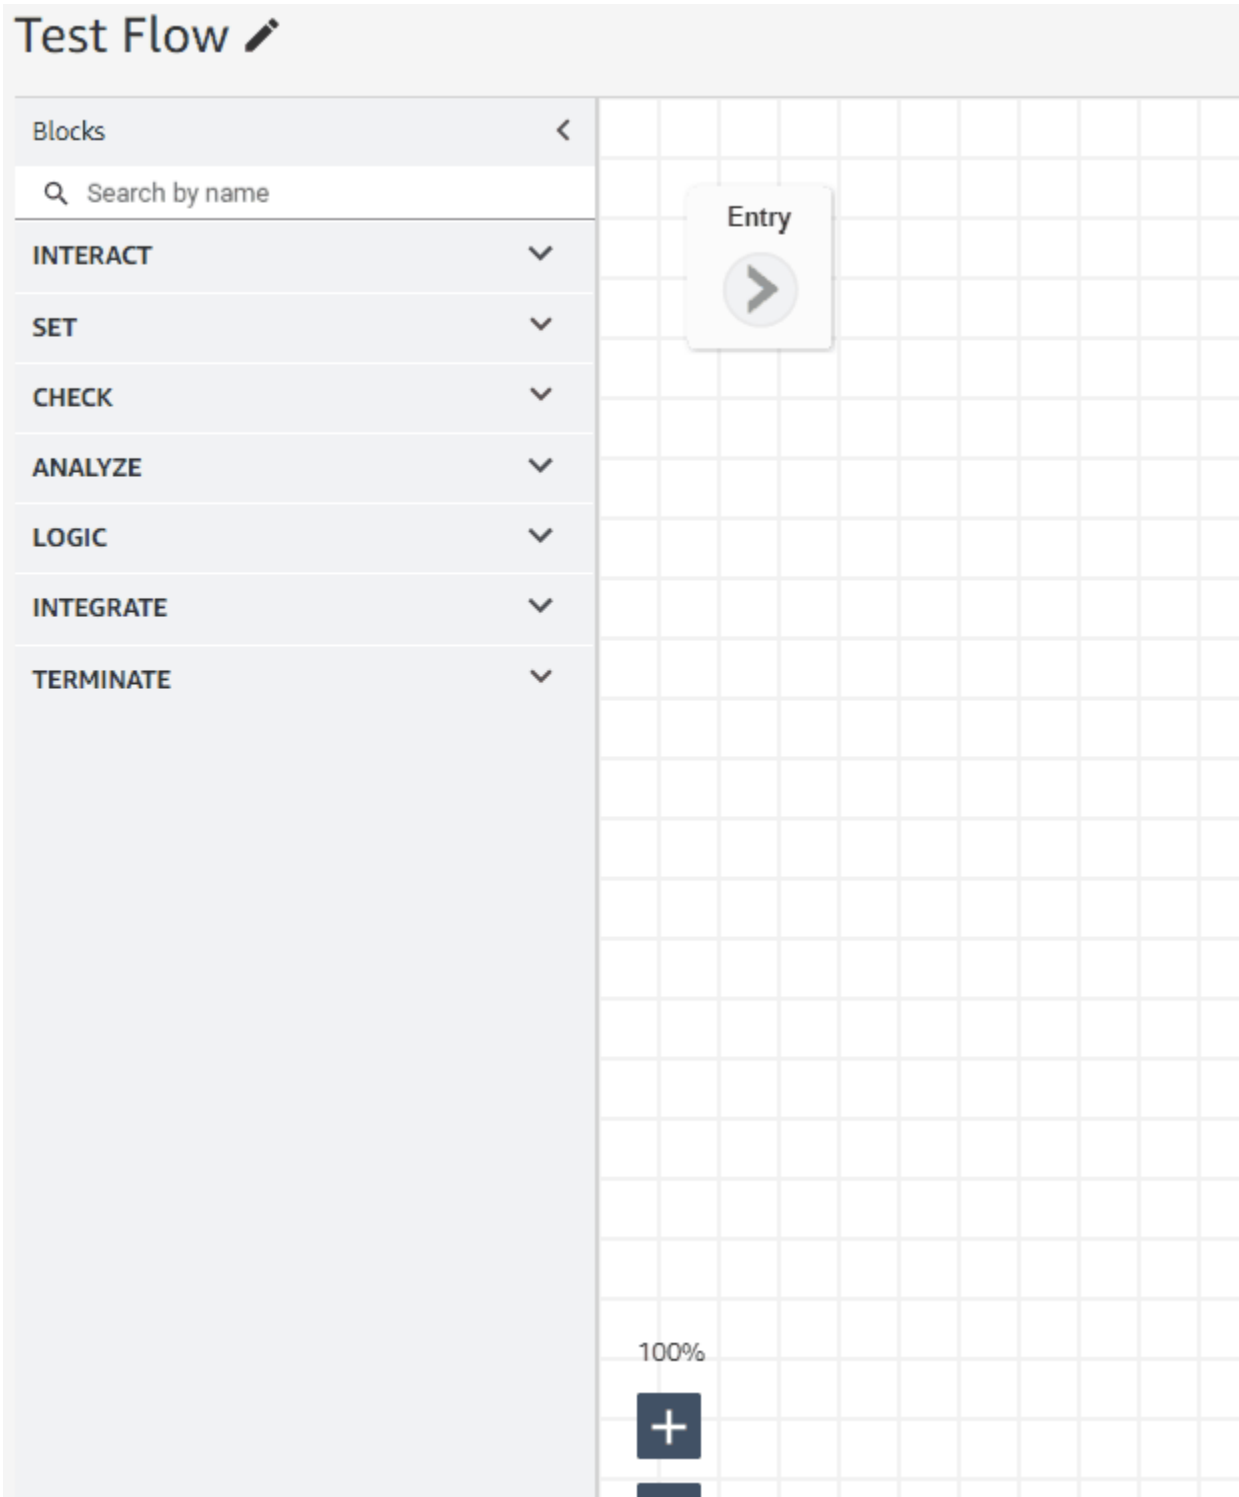 Test Flow
Blocks
Search by name
INTERACT
SET
CHECK
ANALYZE
LOGIC
INTEGRATE
TERMINATE
Entry
100%